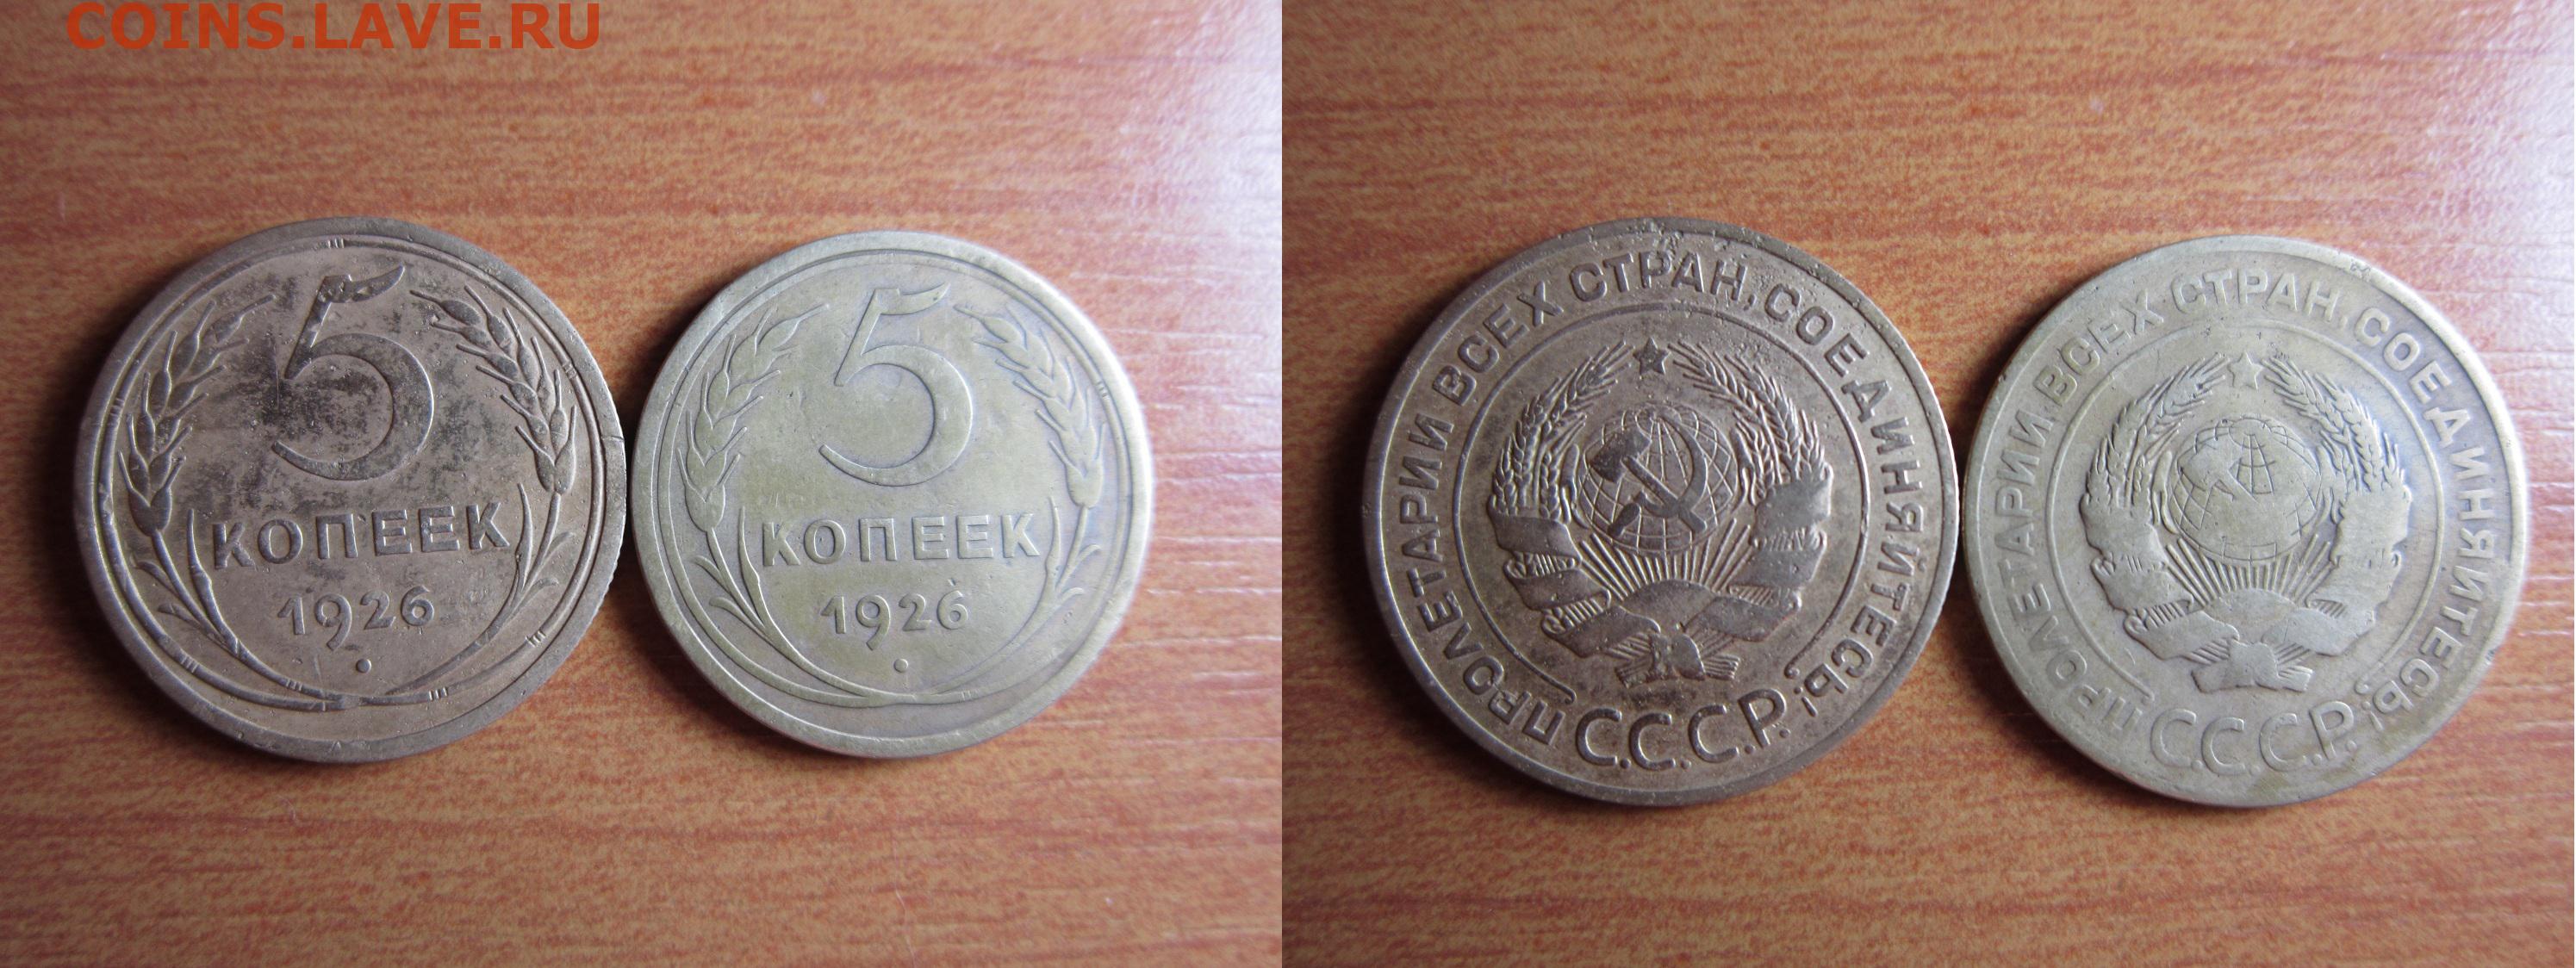 COINS.LAVE.RU
5
КОПЕЕК
1926
5
КОПЕЕК
1926
ПРОЛЕТАРИИ ВСЕХ СТРАН, СОЕДИНЯЙТЕСЬ!
С.С.С.Р.
ПРОЛЕТАРИИ ВСЕХ СТРАН, СОЕДИНЯЙТЕСЬ!
С.С.С.Р.